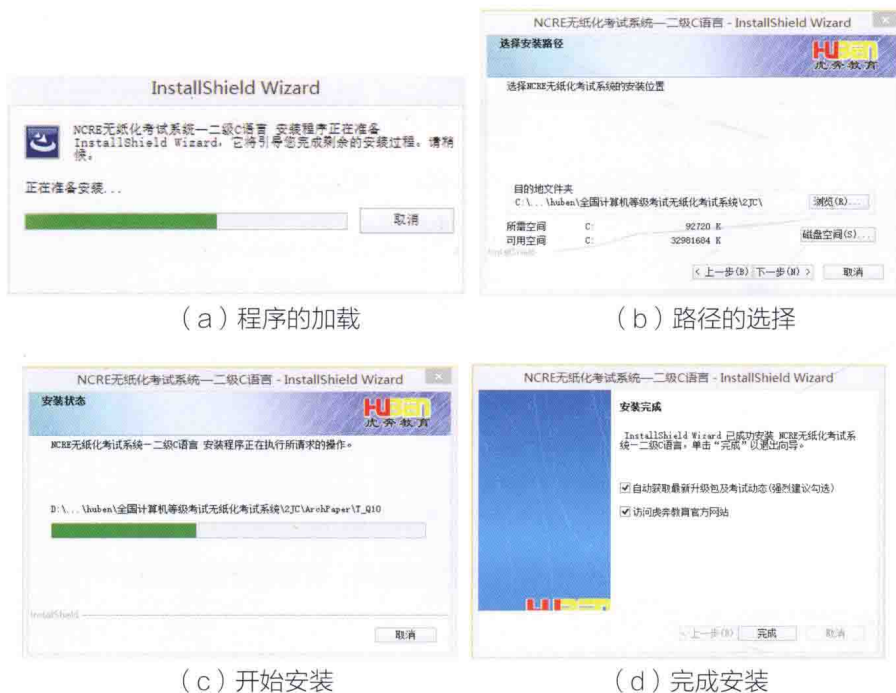 InstallShield Wizard
NCRE无纸化考试系统—二级C语言 安装程序正在准备
InstallShield Wizard，它将引导您完成剩余的安装过程。请稍
候。
正在准备安装...
取消
(a) 程序的加载
NCRE无纸化考试系统—二级C语言 - InstallShield Wizard
选择安装路径
HUBEN
虎奔教育
选择NCRE无纸化考试系统的安装位置
目的地文件夹
C:\...\huben\全国计算机等级考试无纸化考试系统\2JC\
浏览(R)...
所需空间 C: 92720 K
可用空间 C: 32981684 K
磁盘空间(S)...
InstallShield
< 上一步(B) 下一步(N) > 取消
(b) 路径的选择
NCRE无纸化考试系统—二级C语言 - InstallShield Wizard
安装状态
HUBEN
虎奔教育
NCRE无纸化考试系统—二级C语言 安装程序正在执行所请求的操作。
D:\...\huben\全国计算机等级考试无纸化考试系统\2JC\ArchPaper\T_Q10
InstallShield
取消
(c) 开始安装
NCRE无纸化考试系统—二级C语言 - InstallShield Wizard
安装完成
InstallShield Wizard 已成功安装 NCRE无纸化考试系
统—二级C语言。单击“完成”以退出向导。
自动获取最新升级包及考试动态(强烈建议勾选)
访问虎奔教育官方网站
HUBEN
< 上一步(B) 完成 取消
(d) 完成安装